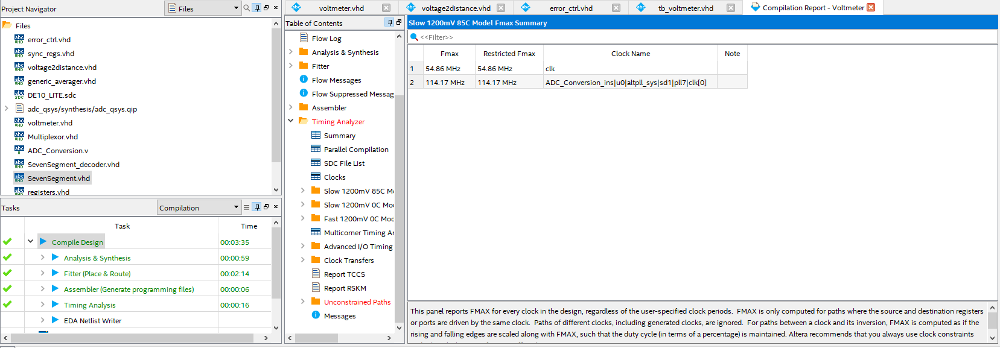 Project Navigator
Files
Files
error_ctrl.vhd
sync_regs.vhd
voltage2distance.vhd
generic_averager.vhd
DE10_LITE.sdc
adc_qsys/synthesis/adc_qsys.qip
voltmeter.vhd
Multiplexor.vhd
ADC_Conversion.v
SevenSegment_decoder.vhd
SevenSegment.vhd
registers.vhd
Tasks
Compilation
Task Time
Compile Design 00:03:35
Analysis & Synthesis 00:00:59
Fitter (Place & Route) 00:02:14
Assembler (Generate programming files) 00:00:06
Timing Analysis 00:00:16
EDA Netlist Writer
voltmeter.vhd
voltage2distance.vhd
error_ctrl.vhd
tb_voltmeter.vhd
Compilation Report - Voltmeter
Table of Contents
Flow Log
Analysis & Synthesis
Fitter
Flow Messages
Flow Suppressed Messag
Assembler
Timing Analyzer
Summary
Parallel Compilation
SDC File List
Clocks
Slow 1200mV 85C Mo
Slow 1200mV 0C Moo
Fast 1200mV 0C Moc
Multicorner Timing Ar
Advanced I/O Timing
Clock Transfers
Report TCCS
Report RSKM
Unconstrained Paths
Messages
Slow 1200mV 85C Model Fmax Summary
<<Filter>>
Fmax Restricted Fmax Clock Name Note
1 54.86 MHz 54.86 MHz clk
2 114.17 MHz 114.17 MHz ADC_Conversion_ins|u0|altpll_sys|sd1|pll7|clk[0]
This panel reports FMAX for every clock in the design, regardless of the user-specified clock periods. FMAX is only computed for paths where the source and destination registers
or ports are driven by the same clock. Paths of different clocks, including generated clocks, are ignored. For paths between a clock and its inversion, FMAX is computed as if the
rising and falling edges are scaled along with FMAX, such that the duty cycle (in terms of a percentage) is maintained. Altera recommends that you always use clock constraints